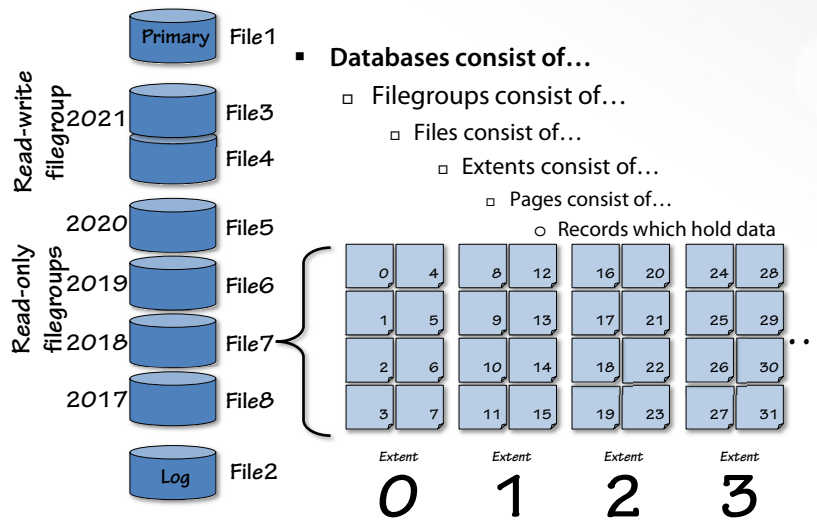 Primary File1
▪ Databases consist of...
□ Filegroups consist of...
□ Files consist of...
□ Extents consist of...
□ Pages consist of...
○ Records which hold data
Read-write
filegroup
2021
File3
File4
Read-only
filegroups
2020 File5
2019 File6
2018 File7
2017 File8
Log File2
0 4 8 12 16 20 24 28
1 5 9 13 17 21 25 29
2 6 10 14 18 22 26 30
3 7 11 15 19 23 27 31
..
Extent Extent Extent Extent
0 1 2 3